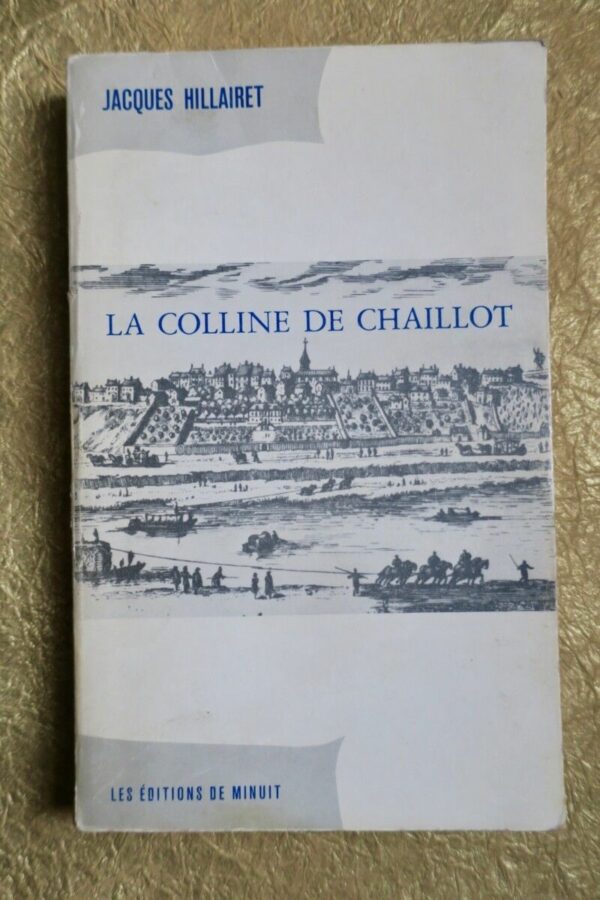 JACQUES HILLAIRET
LA COLLINE DE CHAILLOT
LES ÉDITIONS DE MINUIT